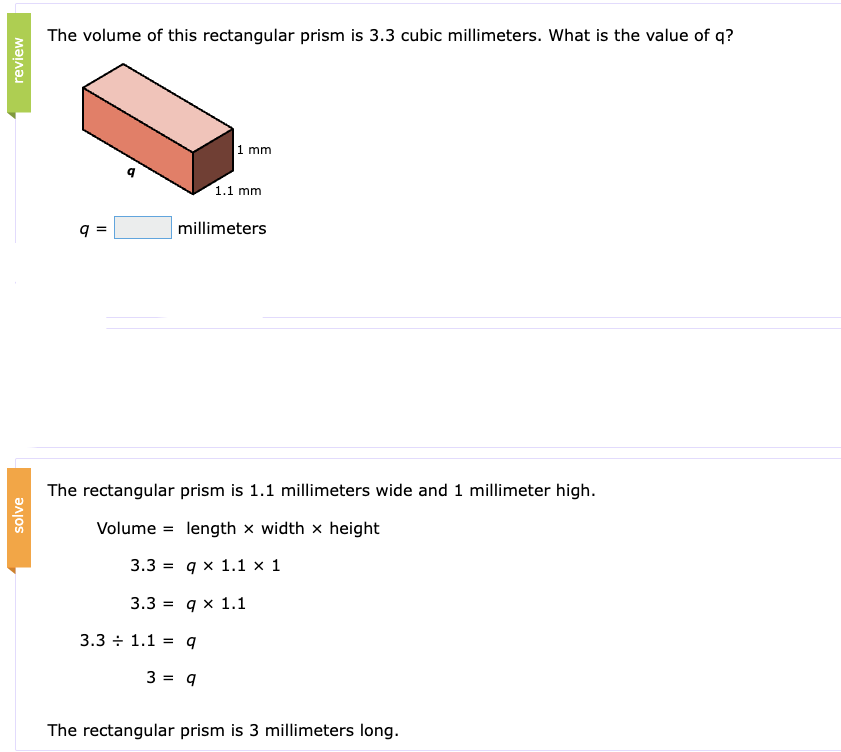 review
The volume of this rectangular prism is 3.3 cubic millimeters. What is the value of q?
1 mm
q
1.1 mm
q = millimeters
solve
The rectangular prism is 1.1 millimeters wide and 1 millimeter high.
Volume = length × width × height
3.3 = q × 1.1 × 1
3.3 = q × 1.1
3.3 ÷ 1.1 = q
3 = q
The rectangular prism is 3 millimeters long.